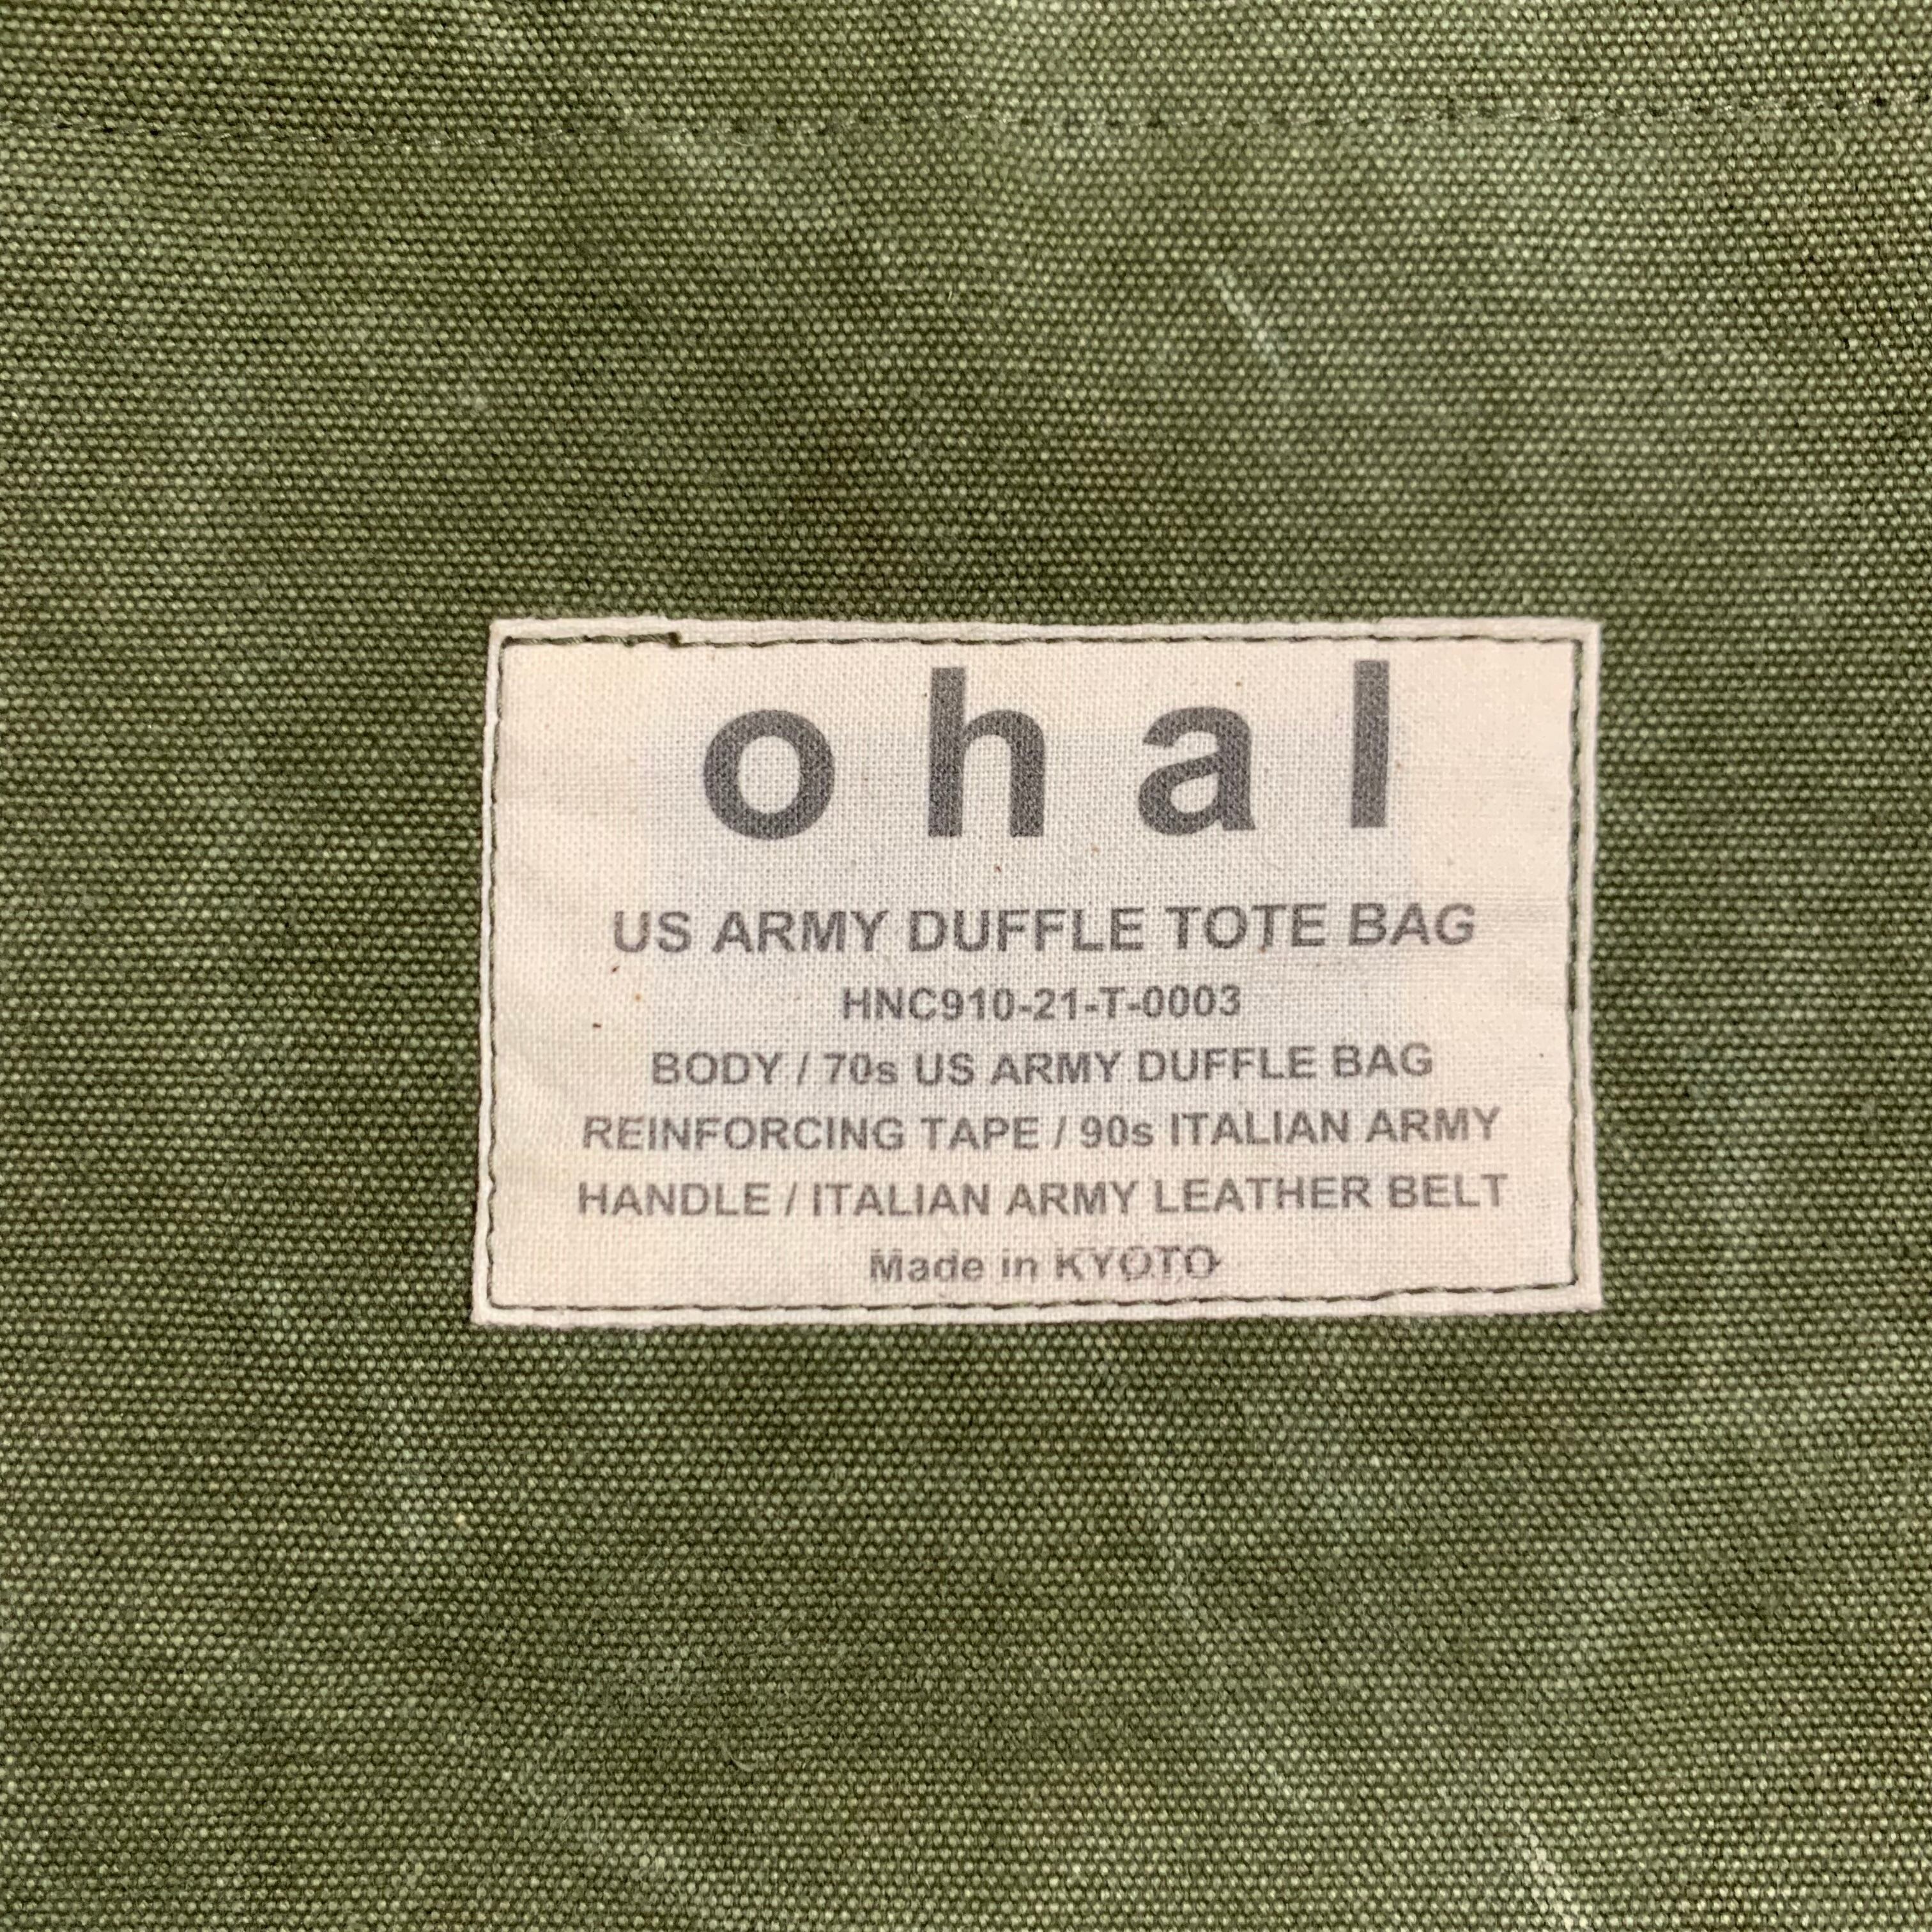 ohal
US ARMY DUFFLE TOTE BAG
HNC910-21-T-0003
BODY / 70s US ARMY DUFFLE BAG
REINFORCING TAPE / 90s ITALIAN ARMY
HANDLE / ITALIAN ARMY LEATHER BELT
Made in KYOTO